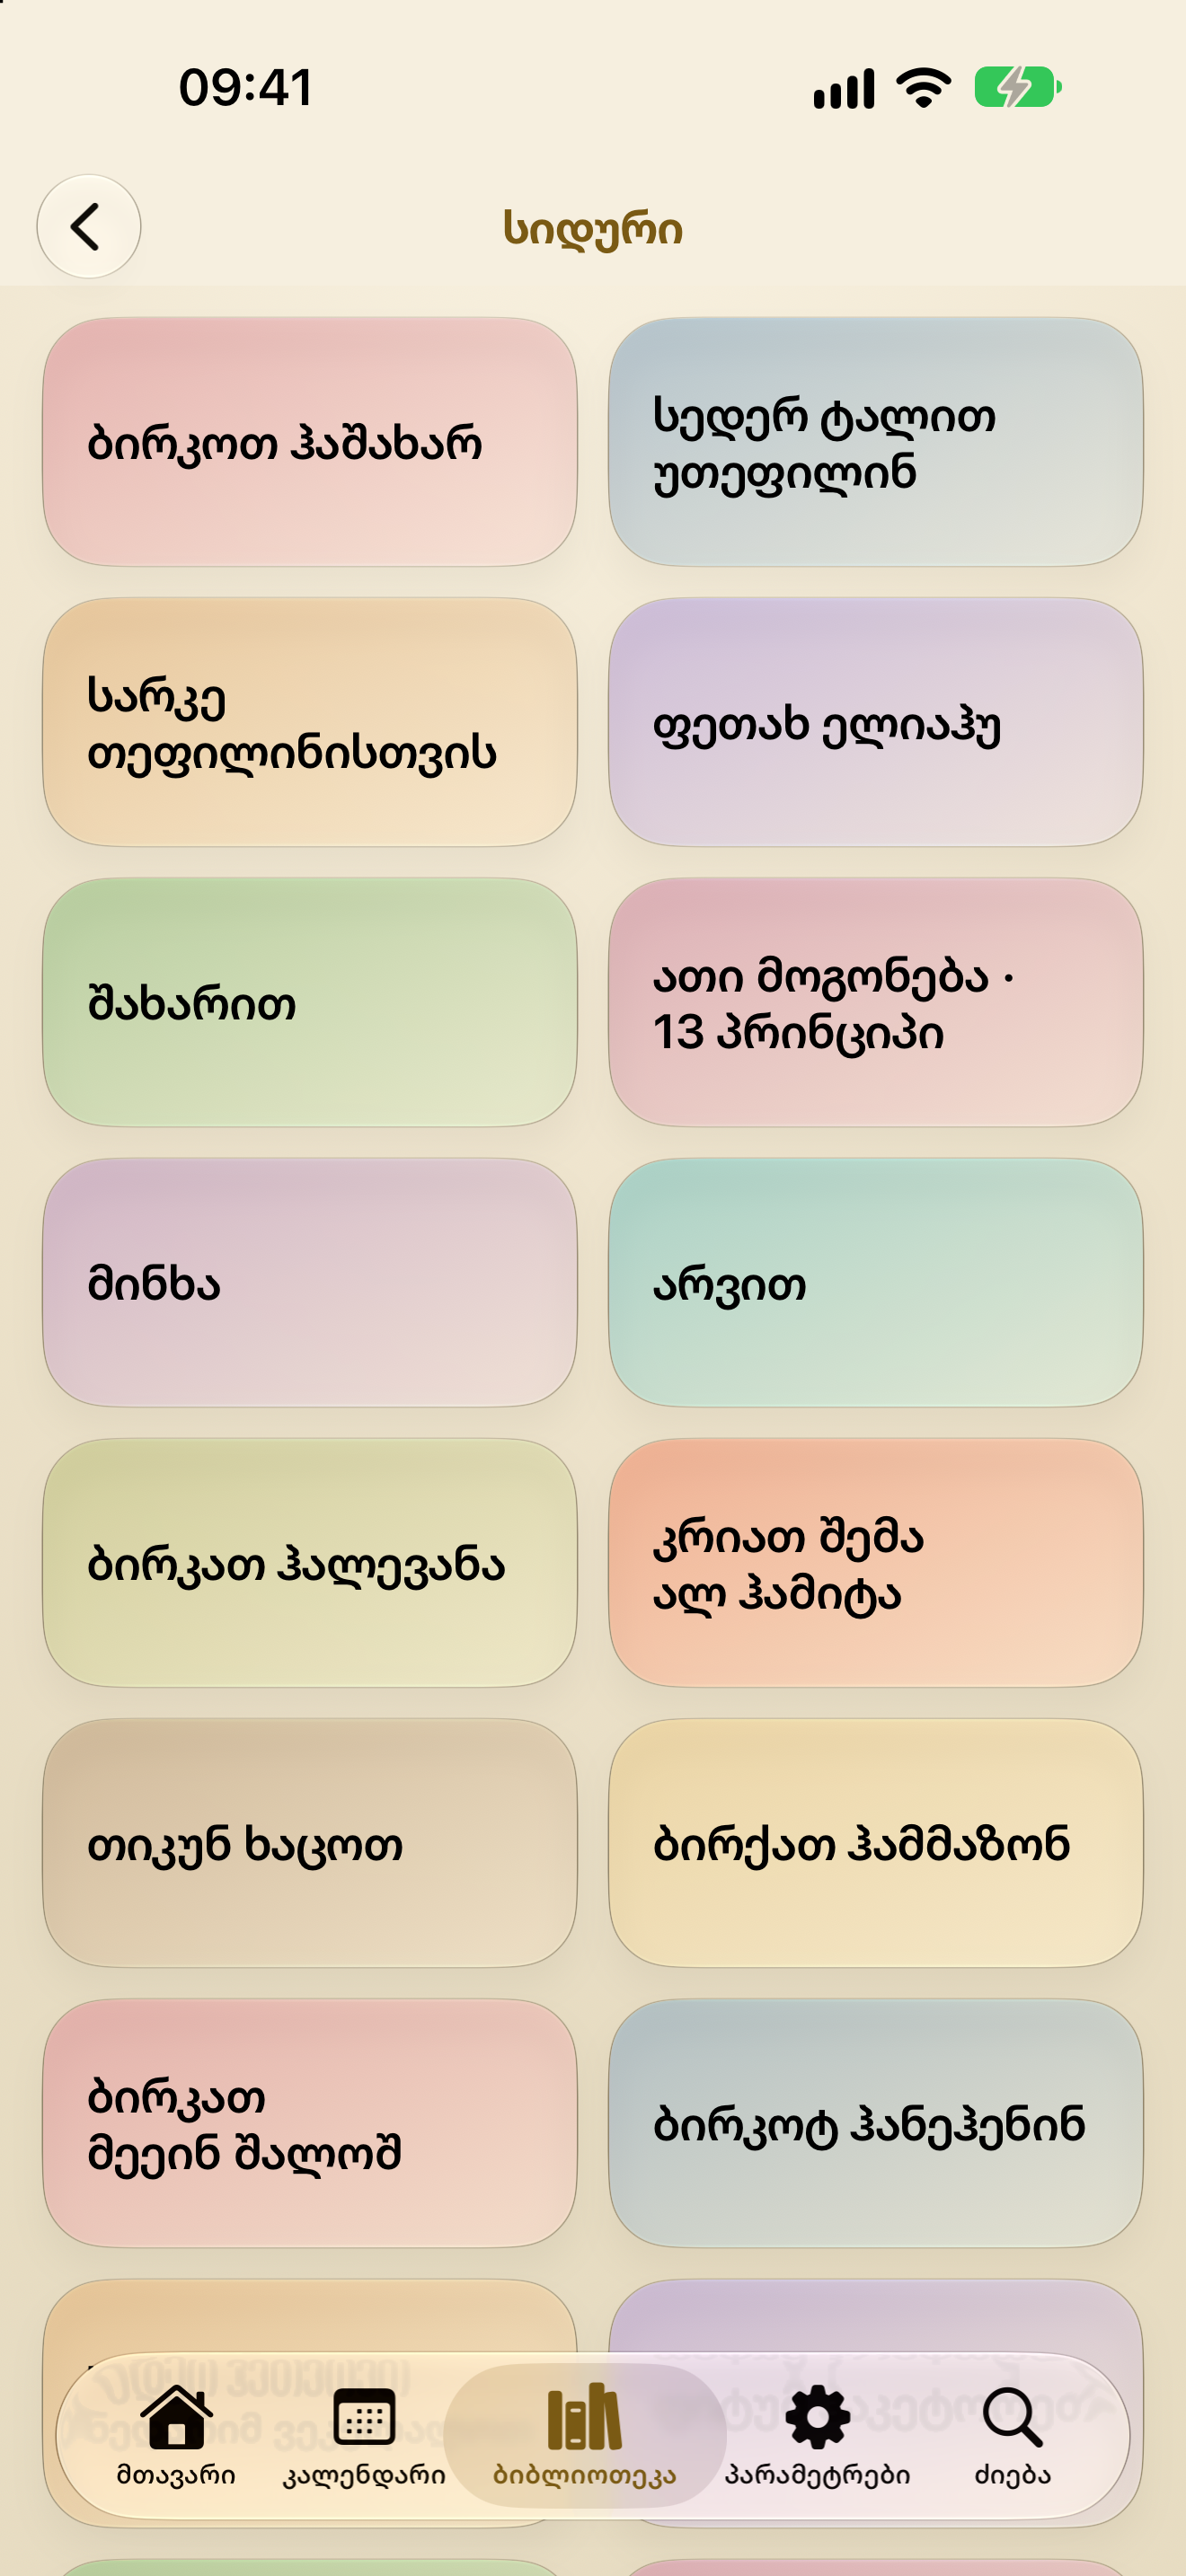 09:41
სიდური
ბირკოთ ჰაშახარ
სედერ ტალით
უთეფილინ
სარკე
თეფილინისთვის
ფეთახ ელიაჰუ
შახარით
ათი მოგონება ·
13 პრინციპი
მინხა
არვით
ბირკათ ჰალევანა
კრიათ შემა
ალ ჰამიტა
თიკუნ ხაცოთ
ბირქათ ჰამმაზონ
ბირკათ
მეეინ შალოშ
ბირკოტ ჰანეჰენინ
მთავარი
კალენდარი
ბიბლიოთეკა
პარამეტრები
ძიება